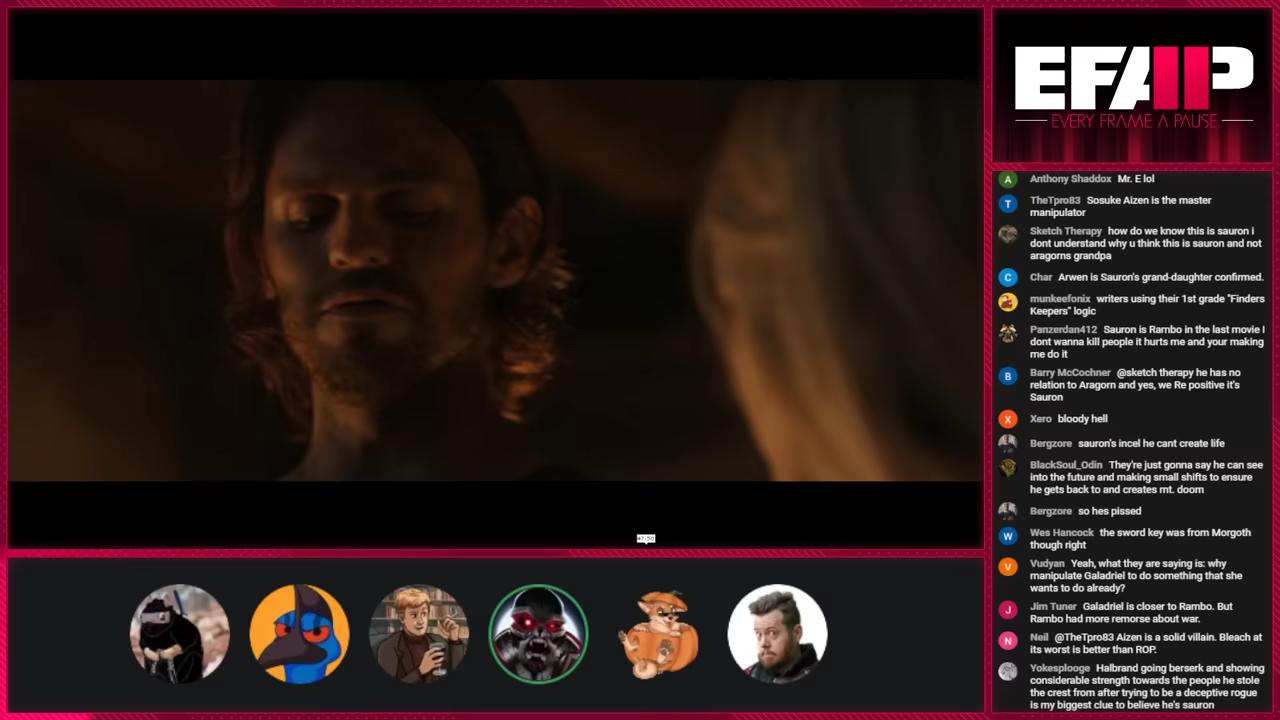 EFAP
EVERY FRAME A PAUSE
A Anthony Shaddox Mr. E lol
T TheTpro83 Sosuke Aizen is the master
manipulator
Sketch Therapy how do we know this is sauron i
dont understand why u think this is sauron and not
aragorns grandpa
C Char Arwen is Sauron's grand-daughter confirmed.
munkeefonix writers using their 1st grade "Finders
Keepers" logic
Panzerdan412 Sauron is Rambo in the last movie I
dont wanna kill people it hurts me and your making
me do it
B Barry McCochner @sketch therapy he has no
relation to Aragorn and yes, we Re positive it's
Sauron
X Xero bloody hell
Bergzore sauron's incel he cant create life
BlackSoul_Odin They're just gonna say he can see
into the future and making small shifts to ensure
he gets back to and creates mt. doom
Bergzore so hes pissed
W Wes Hancock the sword key was from Morgoth
though right
V Vudyan Yeah, what they are saying is: why
manipulate Galadriel to do something that she
wants to do already?
J Jim Tuner Galadriel is closer to Rambo. But
Rambo had more remorse about war.
N Neil @TheTpro83 Aizen is a solid villain. Bleach at
its worst is better than ROP.
Yokesplooge Halbrand going berserk and showing
considerable strength towards the people he stole
the crest from after trying to be a deceptive rogue
is my biggest clue to believe he's sauron
47:50